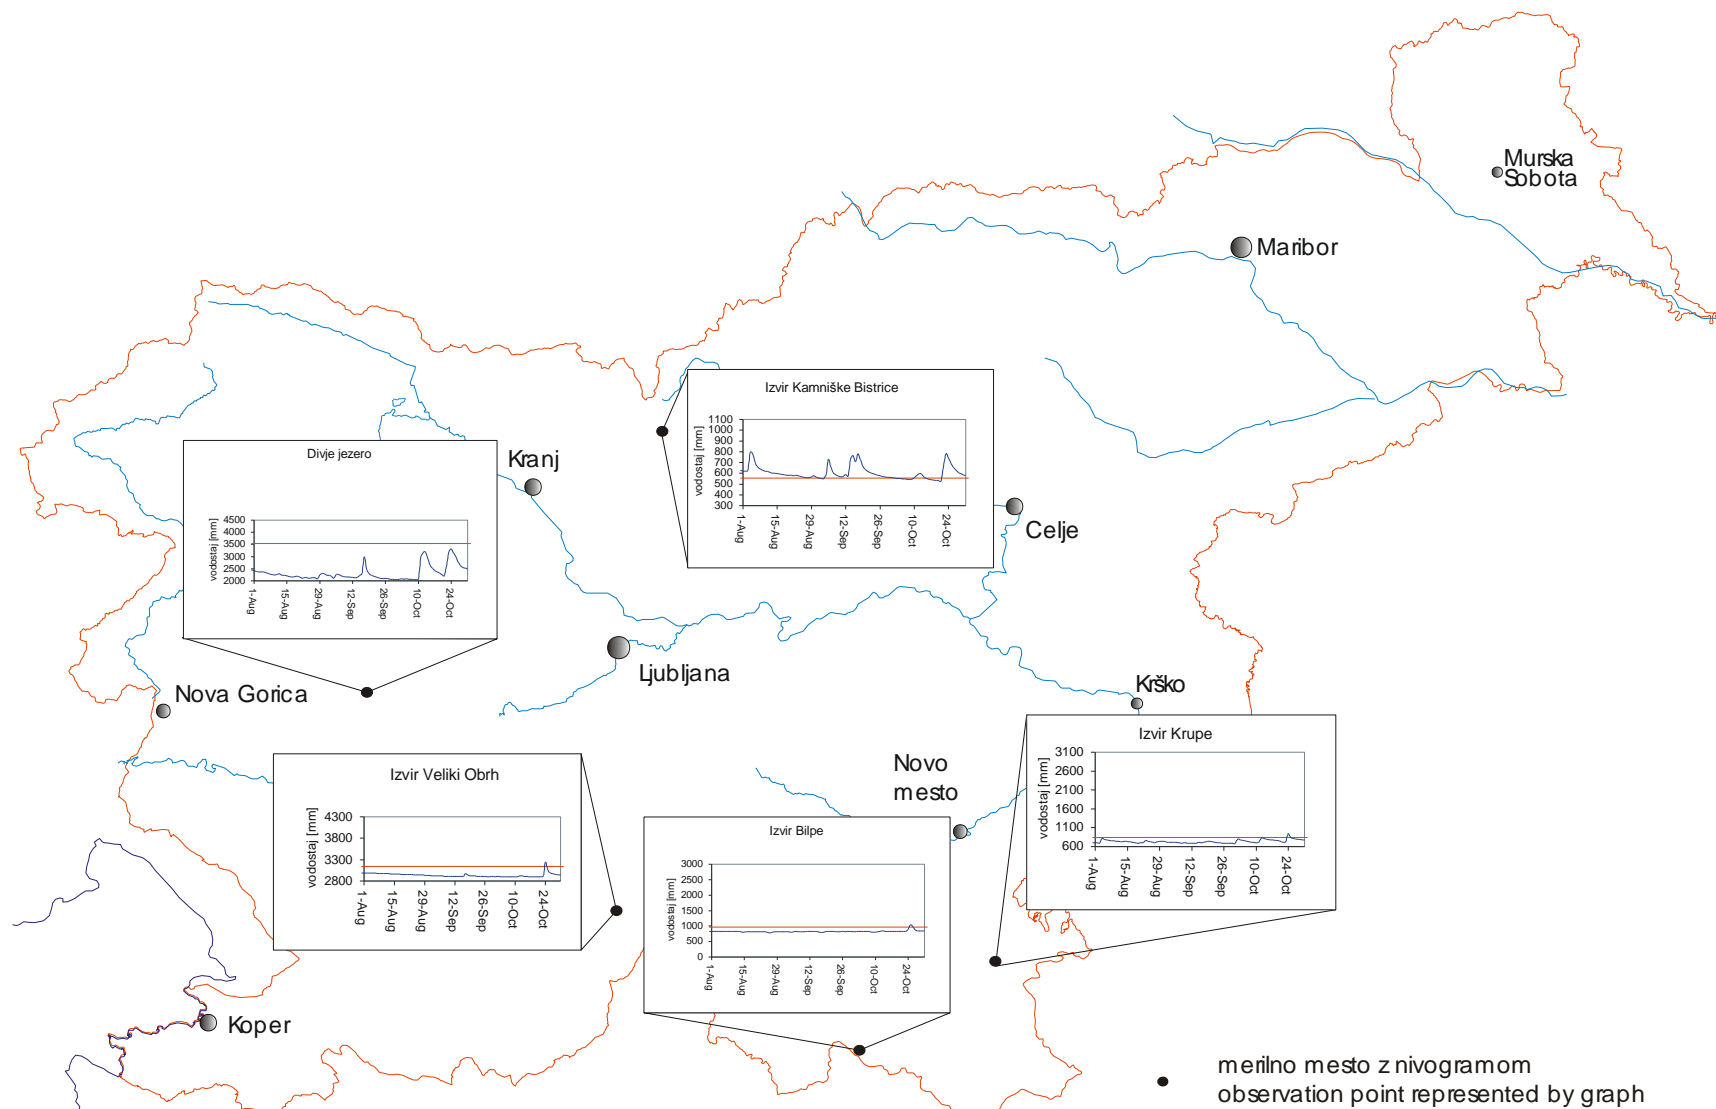 Murska
Sobota
Maribor
Izvir Kamniške Bistrice
vodostaj [mm]
1100
1000
900
800
700
600
500
400
300
1-Aug
15-Aug
29-Aug
12-Sep
26-Sep
10-Oct
24-Oct
Divje jezero
vodostaj [mm]
4500
4000
3500
3000
2500
2000
1-Aug
15-Aug
29-Aug
12-Sep
26-Sep
10-Oct
24-Oct
Kranj
Celje
Ljubljana
Nova Gorica
Krško
Izvir Krupe
vodostaj [mm]
3100
2600
2100
1600
1100
600
1-Aug
15-Aug
29-Aug
12-Sep
26-Sep
10-Oct
24-Oct
Izvir Veliki Obrh
vodostaj [mm]
4300
3800
3300
2800
1-Aug
15-Aug
29-Aug
12-Sep
26-Sep
10-Oct
24-Oct
Novo
mesto
Izvir Bilpe
vodostaj [mm]
3000
2500
2000
1500
1000
500
0
1-Aug
15-Aug
29-Aug
12-Sep
26-Sep
10-Oct
24-Oct
Koper
merilno mesto z nivogramom
observation point represented by graph